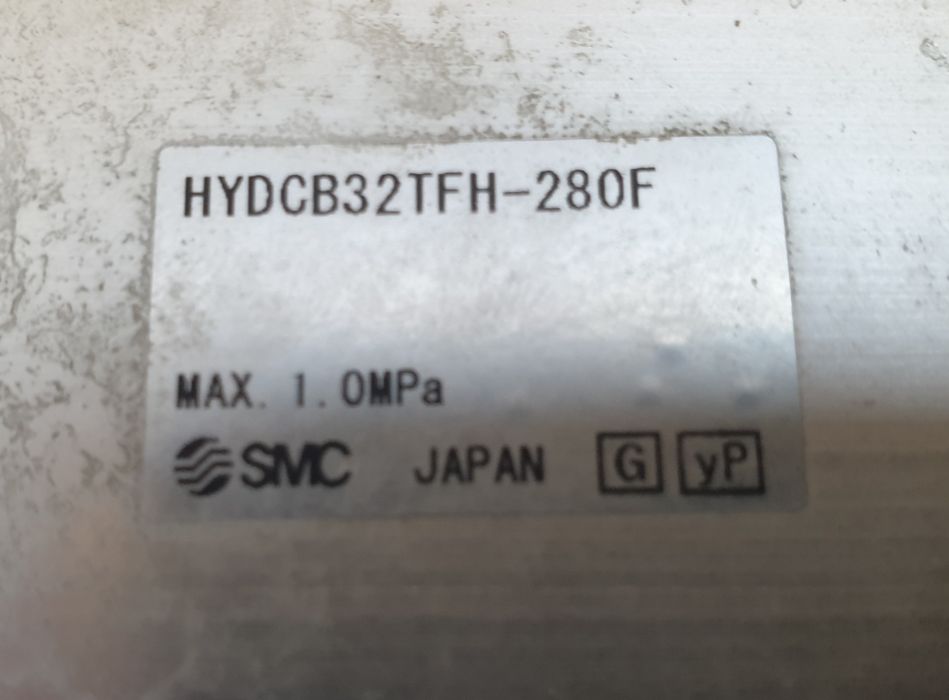 HYDCB32TFH-280F
MAX. 1.0MPa
SMC JAPAN G yP